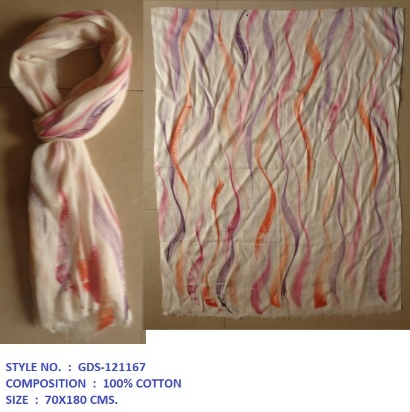 STYLE NO.  :  GDS-121167
COMPOSITION  :  100% COTTON
SIZE  :  70X180 CMS.